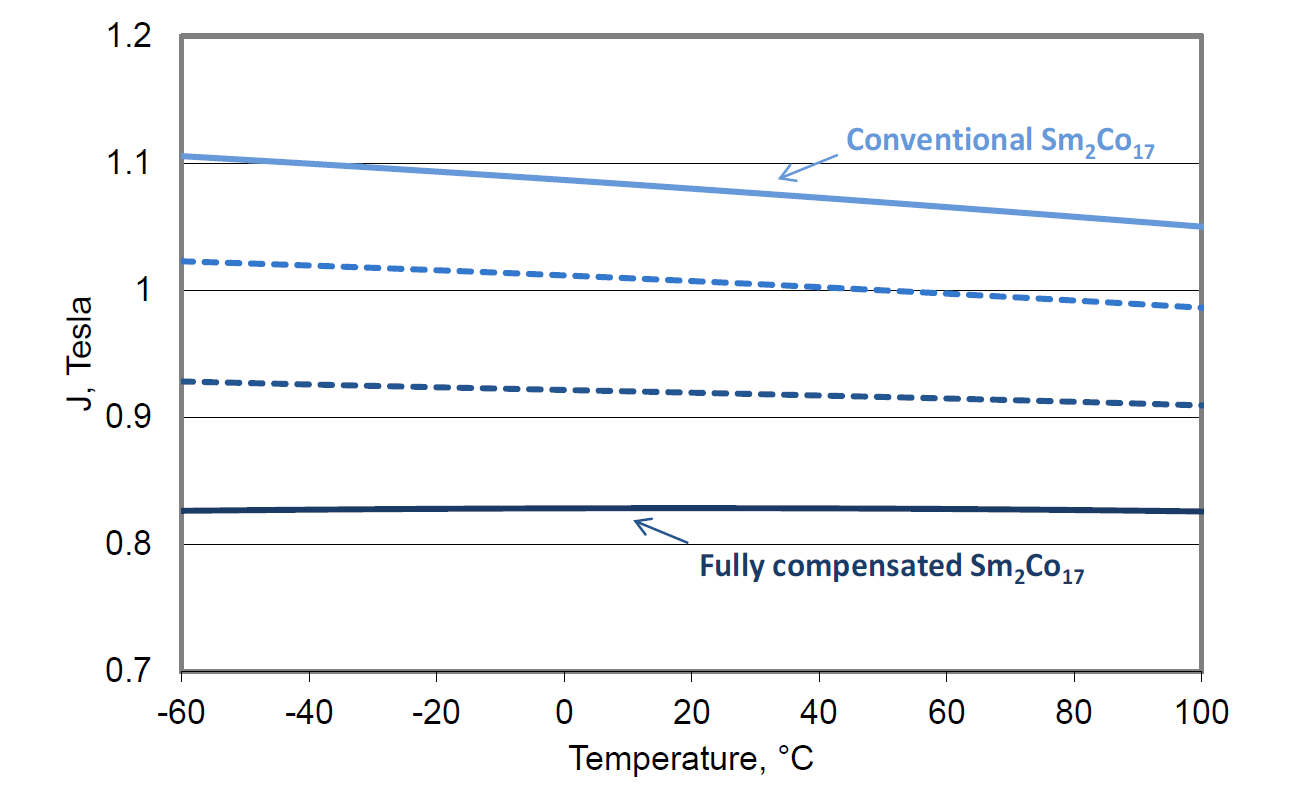 1.2
1.1
1
0.9
0.8
0.7
J, Tesla
Conventional Sm₂Co₁₇
Fully compensated Sm₂Co₁₇
-60 -40 -20 0 20 40 60 80 100
Temperature, °C